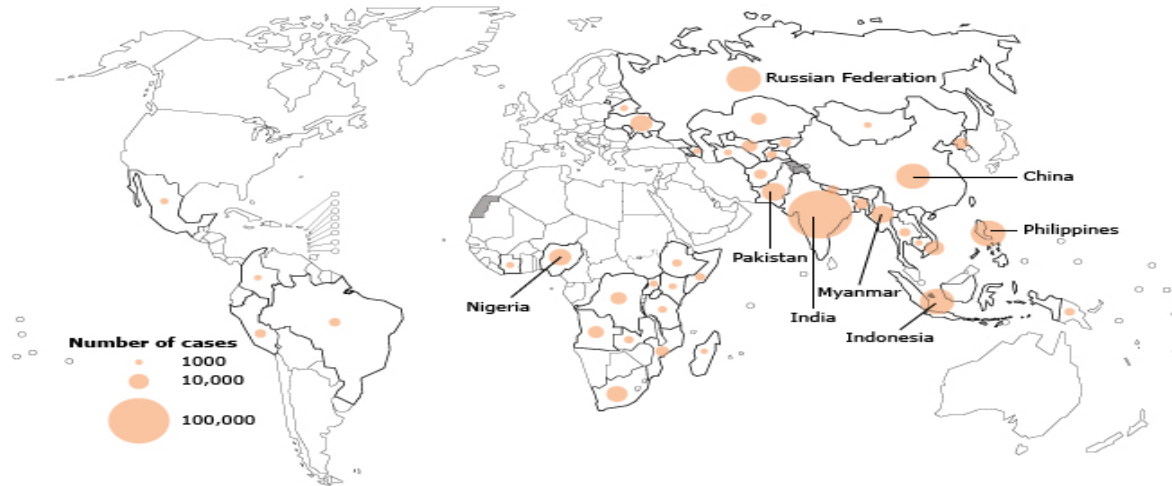 Russian Federation
China
Philippines
Pakistan
Myanmar
Nigeria
India
Indonesia
Number of cases
1000
10,000
100,000